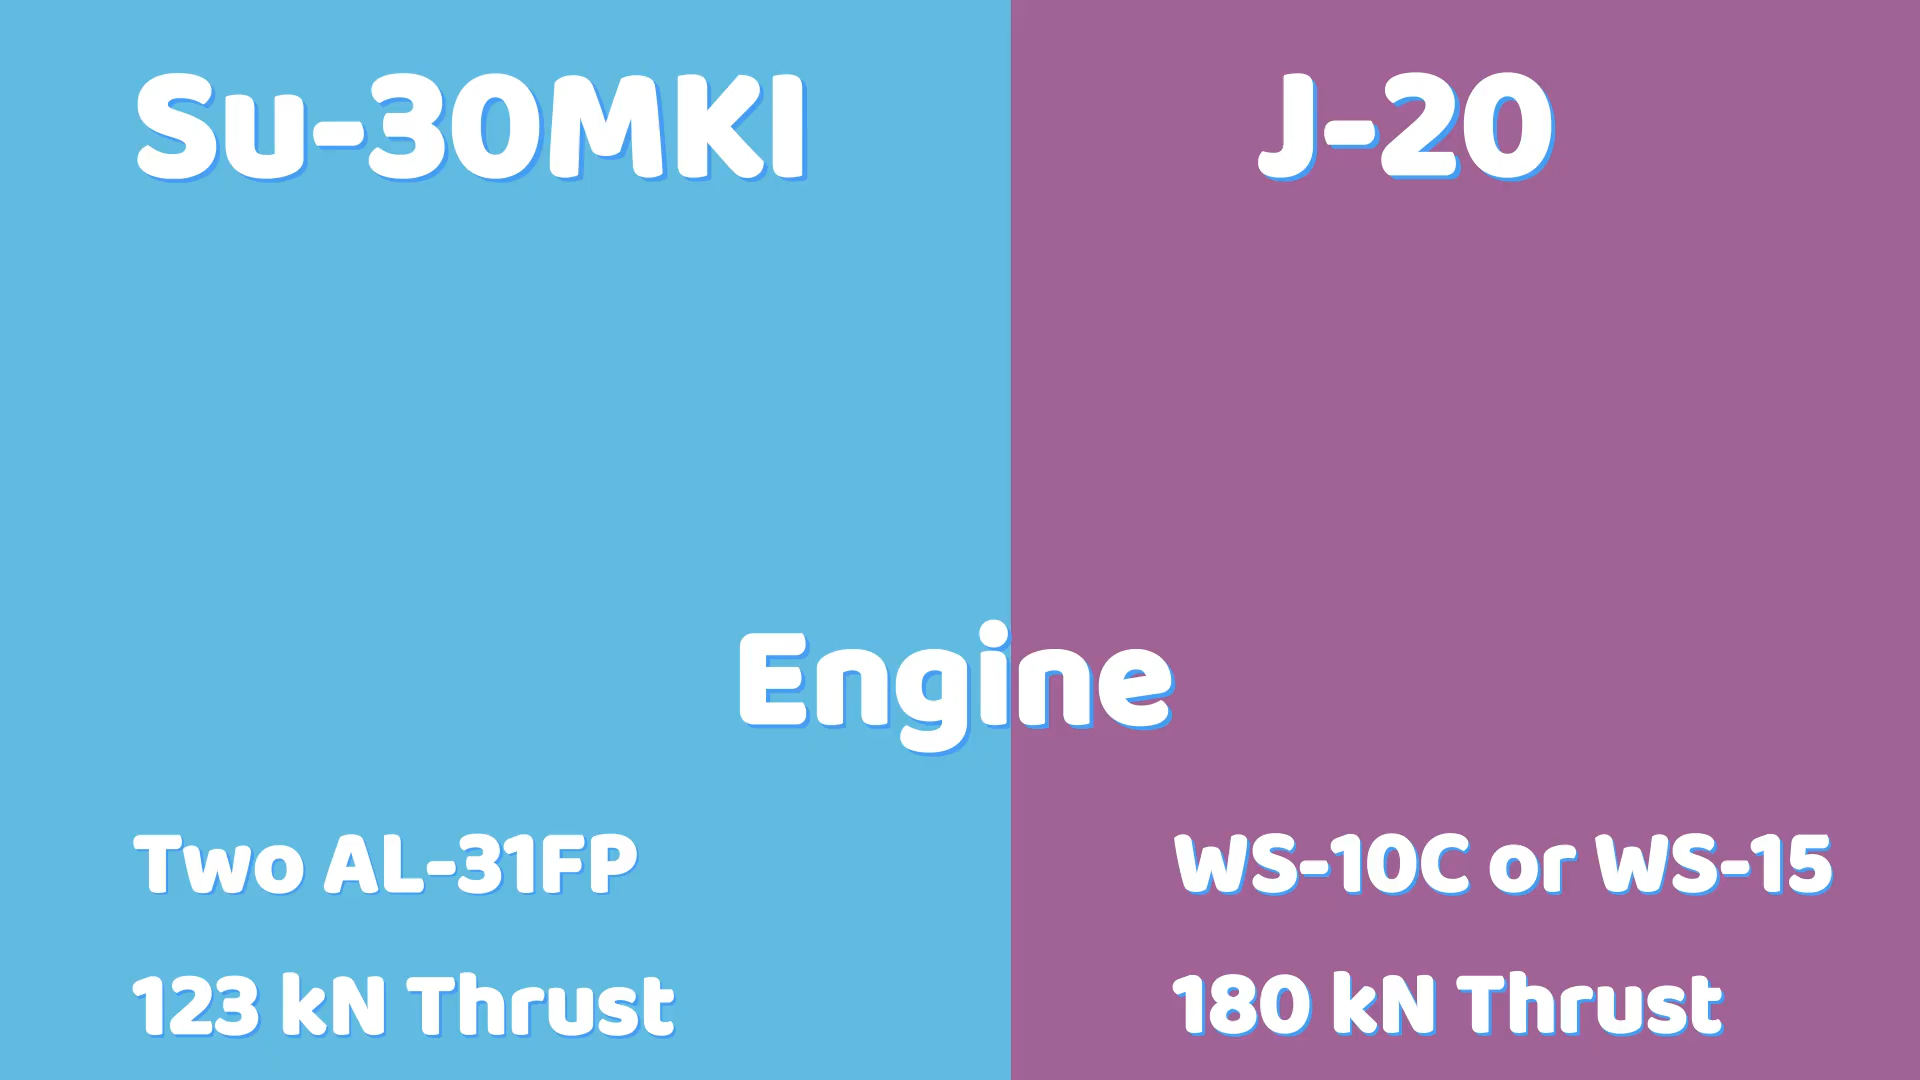 Su-30MKI
J-20
Engine
Two AL-31FP
WS-10C or WS-15
123 kN Thrust
180 kN Thrust